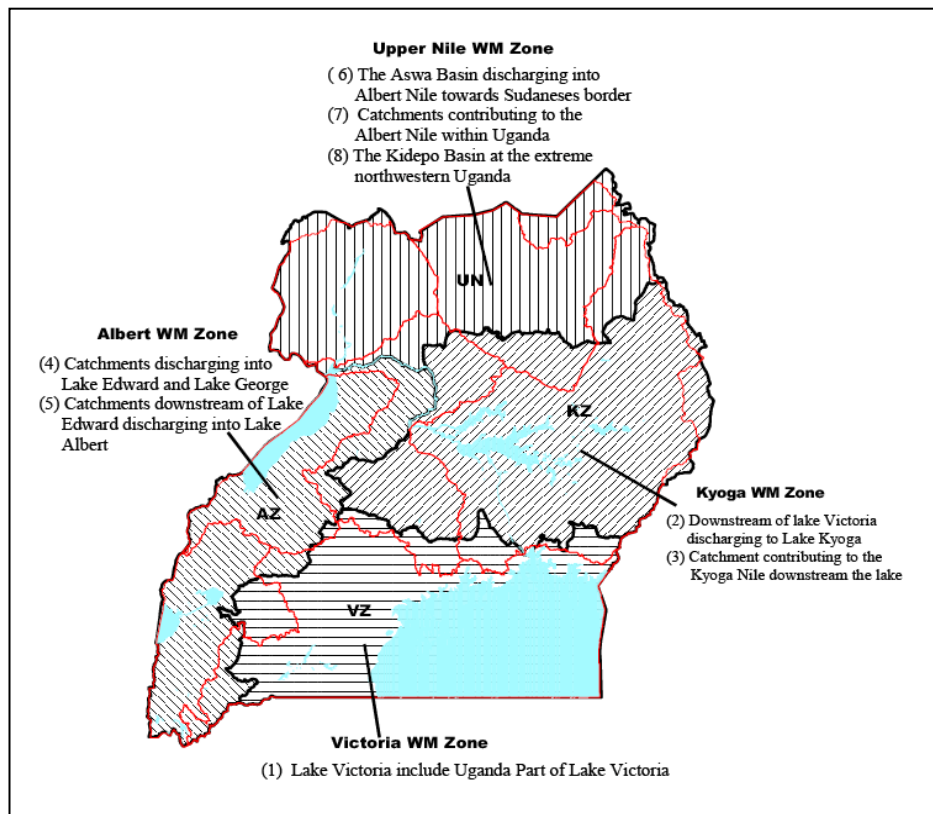 Upper Nile WM Zone
( 6) The Aswa Basin discharging into
Albert Nile towards Sudaneses border
(7) Catchments contributing to the
Albert Nile within Uganda
(8) The Kidepo Basin at the extreme
northwestern Uganda
UN
Albert WM Zone
(4) Catchments discharging into
Lake Edward and Lake George
(5) Catchments downstream of Lake
Edward discharging into Lake
Albert
KZ
Kyoga WM Zone
(2) Downstream of lake Victoria
discharging to Lake Kyoga
(3) Catchment contributing to the
Kyoga Nile downstream the lake
AZ
VZ
Victoria WM Zone
(1) Lake Victoria include Uganda Part of Lake Victoria